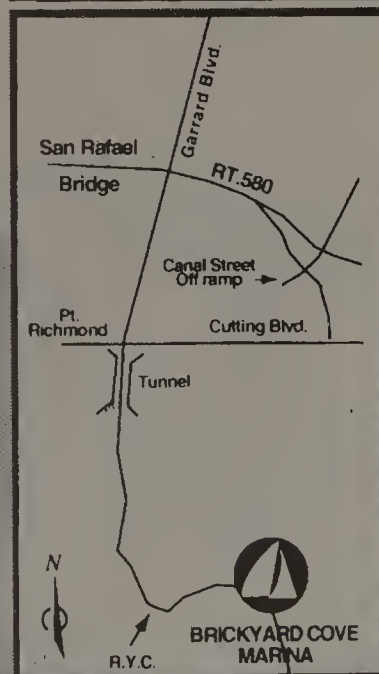 Garrard Blvd.
San Rafael
Bridge
RT.580
Canal Street
Off ramp
Pt.
Richmond
Cutting Blvd.
Tunnel
N
R.Y.C.
BRICKYARD COVE
MARINA